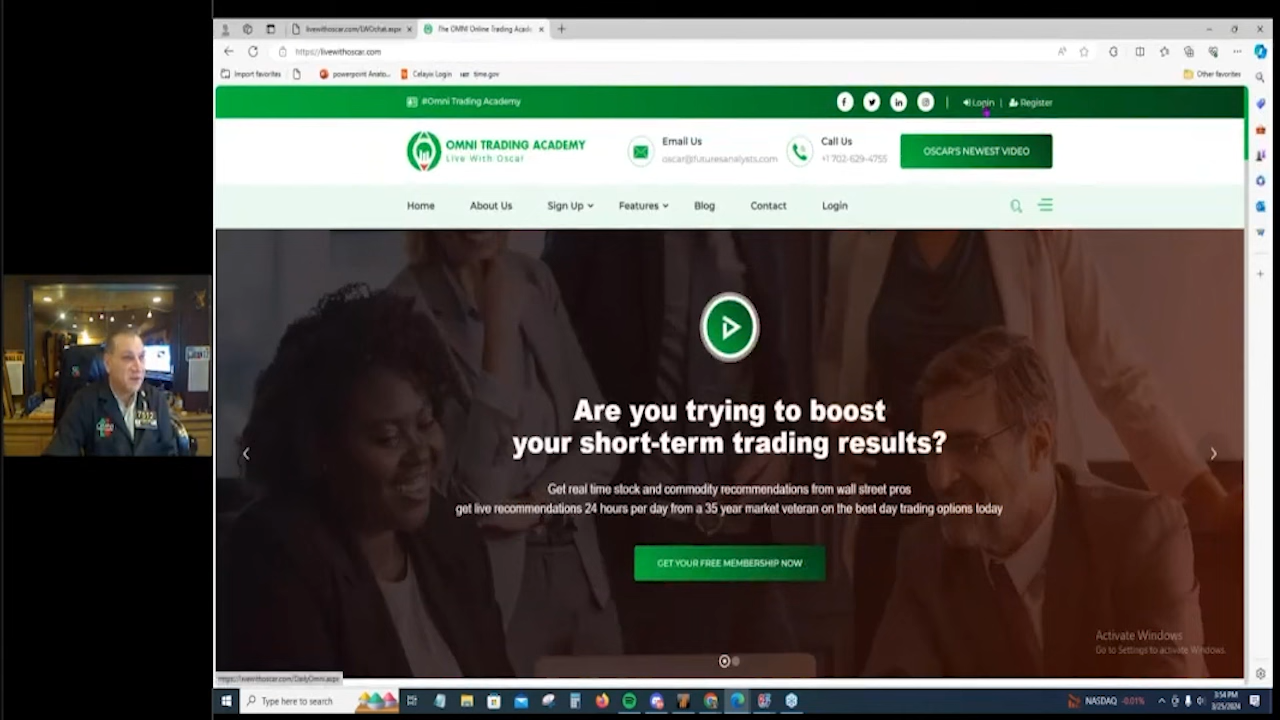 livewithoscar.com/LWOchat.aspx
The OMNI Online Trading Acade
https://livewithoscar.com
Import favorites
powerpoint Anato...
Calayix Login
time.gov
Other favorites
#Omni Trading Academy
Login | Register
OMNI TRADING ACADEMY
Live With Oscar
Email Us
oscar@futuresanalysts.com
Call Us
+1 702-629-4755
OSCAR'S NEWEST VIDEO
Home
About Us
Sign Up
Features
Blog
Contact
Login
Are you trying to boost
your short-term trading results?
Get real time stock and commodity recommendations from wall street pros
get live recommendations 24 hours per day from a 35 year market veteran on the best day trading options today
GET YOUR FREE MEMBERSHIP NOW
Activate Windows
Go to Settings to activate Windows.
https://livewithoscar.com/DailyOmni.aspx
Type here to search
NASDAQ -0.01%
3:54 PM
3/25/2024